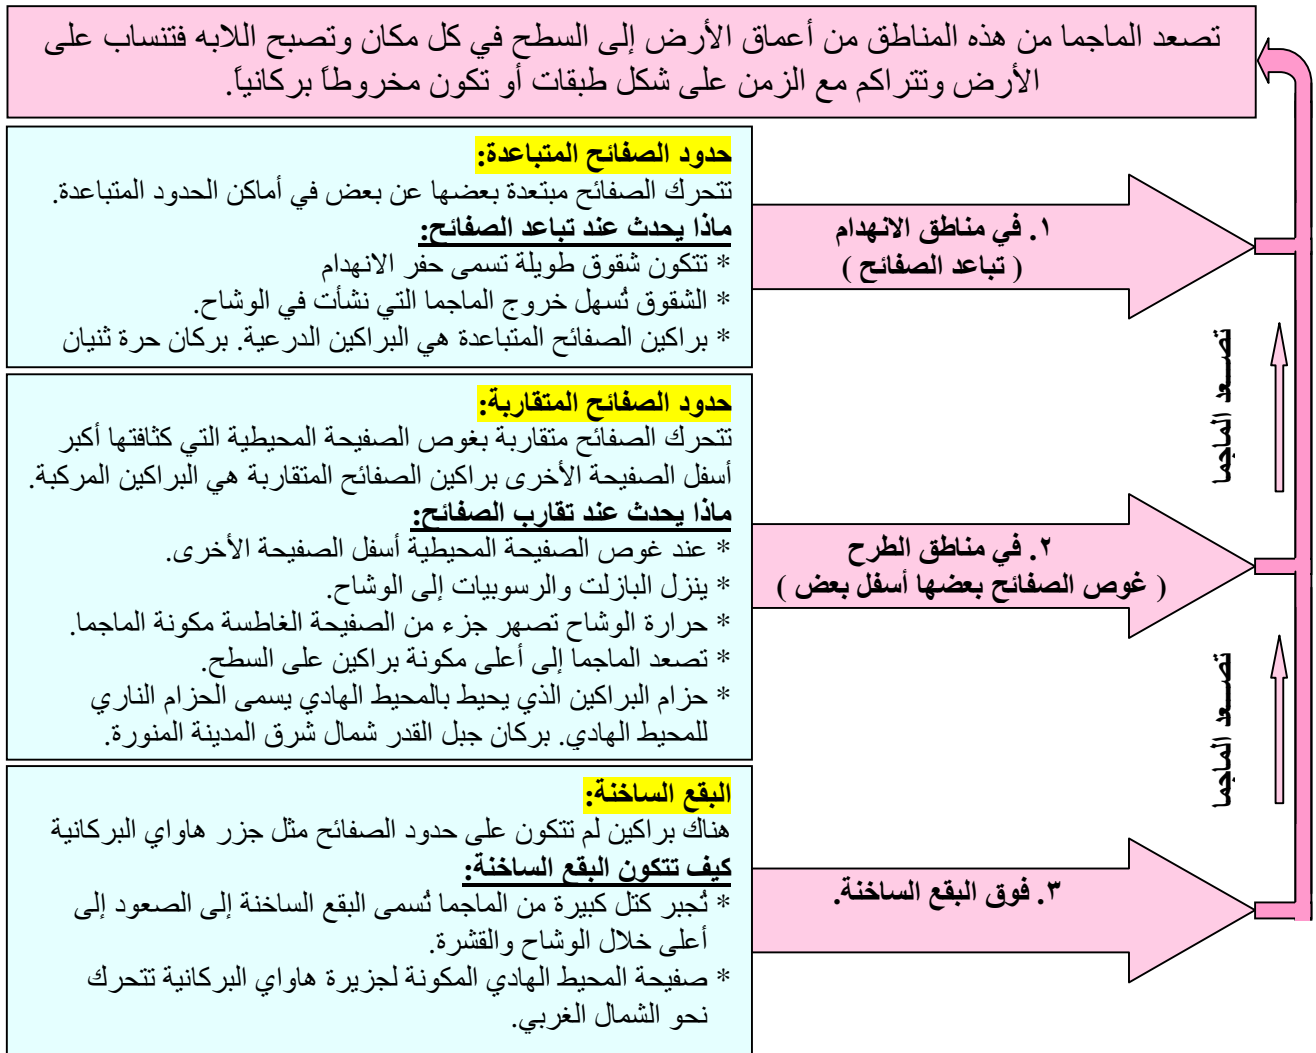 تصعد الماجما من هذه المناطق من أعماق الأرض إلى السطح في كل مكان وتصبح اللابه فتنساب على
الأرض وتتراكم مع الزمن على شكل طبقات أو تكون مخروطاً بركانياً.
١. في مناطق الانهدام
( تباعد الصفائح )
حدود الصفائح المتباعدة:
تتحرك الصفائح مبتعدة بعضها عن بعض في أماكن الحدود المتباعدة.
ماذا يحدث عند تباعد الصفائح:
* تتكون شقوق طويلة تسمى حفر الانهدام
* الشقوق تُسهل خروج الماجما التي نشأت في الوشاح.
* براكين الصفائح المتباعدة هي البراكين الدرعية. بركان حرة ثنيان
تصـــعد الماجما
٢. في مناطق الطرح
( غوص الصفائح بعضها أسفل بعض )
حدود الصفائح المتقاربة:
تتحرك الصفائح متقاربة بغوص الصفيحة المحيطية التي كثافتها أكبر
أسفل الصفيحة الأخرى براكين الصفائح المتقاربة هي البراكين المركبة.
ماذا يحدث عند تقارب الصفائح:
* عند غوص الصفيحة المحيطية أسفل الصفيحة الأخرى.
* ينزل البازلت والرسوبيات إلى الوشاح.
* حرارة الوشاح تصهر جزء من الصفيحة الغاطسة مكونة الماجما.
* تصعد الماجما إلى أعلى مكونة براكين على السطح.
* حزام البراكين الذي يحيط بالمحيط الهادي يسمى الحزام الناري
للمحيط الهادي. بركان جبل القدر شمال شرق المدينة المنورة.
تصـــعد الماجما
٣. فوق البقع الساخنة.
البقع الساخنة:
هناك براكين لم تتكون على حدود الصفائح مثل جزر هاواي البركانية
كيف تتكون البقع الساخنة:
* تُجبر كتل كبيرة من الماجما تُسمى البقع الساخنة إلى الصعود إلى
أعلى خلال الوشاح والقشرة.
* صفيحة المحيط الهادي المكونة لجزيرة هاواي البركانية تتحرك
نحو الشمال الغربي.